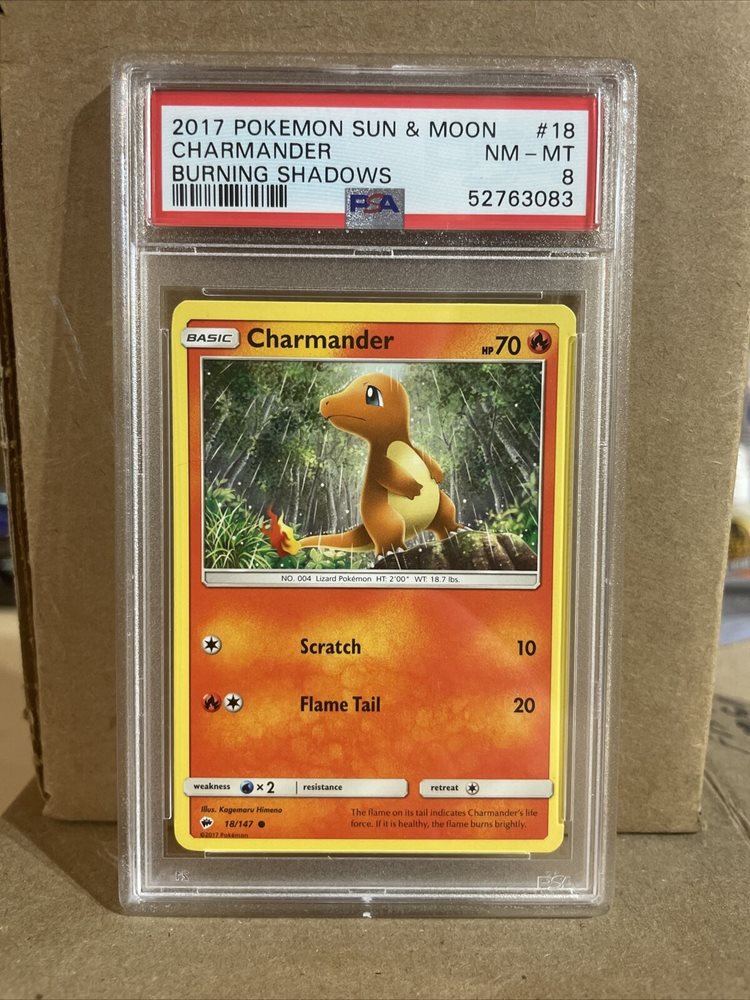 2017 POKEMON SUN & MOON #18
CHARMANDER NM - MT
BURNING SHADOWS 8
PSA 52763083
BASIC Charmander HP 70
NO. 004 Lizard Pokémon HT: 2'00" WT: 18.7 lbs.
Scratch 10
Flame Tail 20
weakness ×2 resistance retreat
Illus. Kagemaru Himeno
The flame on its tail indicates Charmander's life
force. If it is healthy, the flame burns brightly.
18/147
©2017 Pokémon
PSA